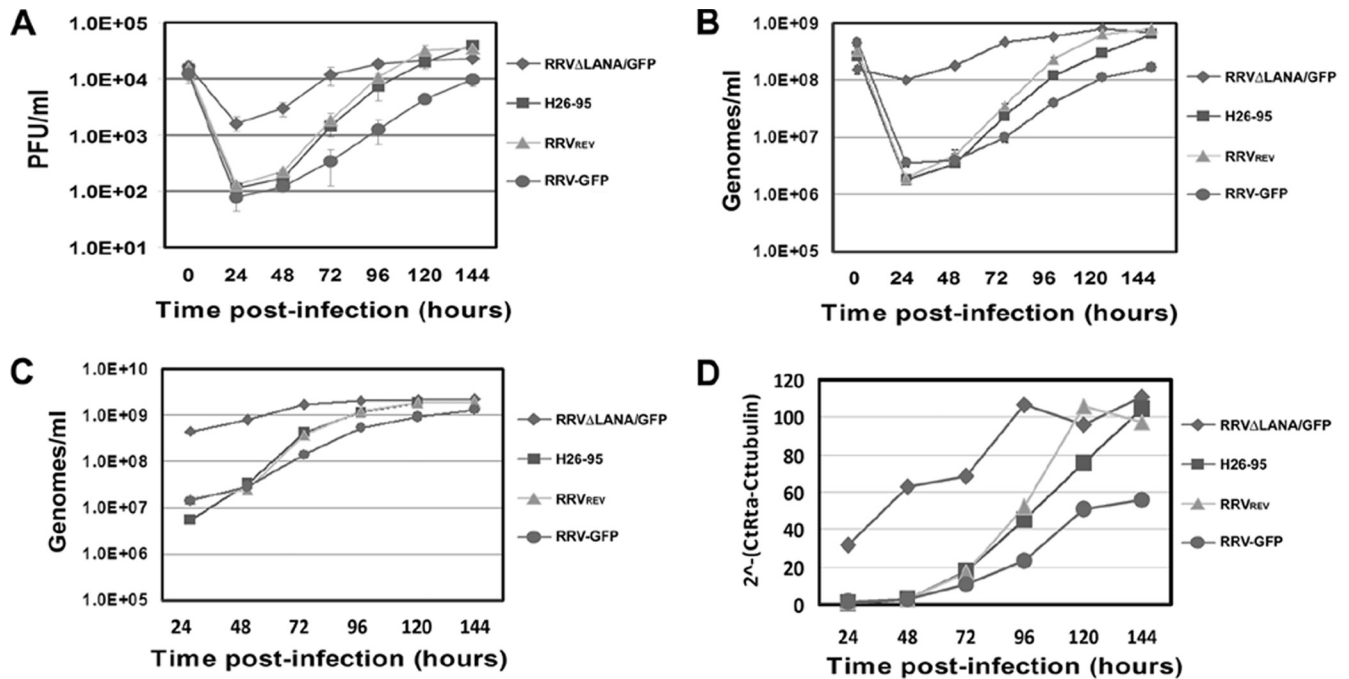 A
1.0E+05
1.0E+04
1.0E+03
1.0E+02
1.0E+01
PFU/ml
0 24 48 72 96 120 144
Time post-infection (hours)
RRVΔLANA/GFP
H26-95
RRVREV
RRV-GFP
B
1.0E+09
1.0E+08
1.0E+07
1.0E+06
1.0E+05
Genomes/ml
0 24 48 72 96 120 144
Time post-infection (hours)
RRVΔLANA/GFP
H26-95
RRVREV
RRV-GFP
C
1.0E+10
1.0E+09
1.0E+08
1.0E+07
1.0E+06
1.0E+05
Genomes/ml
24 48 72 96 120 144
Time post-infection (hours)
RRVΔLANA/GFP
H26-95
RRVREV
RRV-GFP
D
120
100
80
60
40
20
0
2^-(CtRta-Cttubulin)
24 48 72 96 120 144
Time post-infection (hours)
RRVΔLANA/GFP
H26-95
RRVREV
RRV-GFP